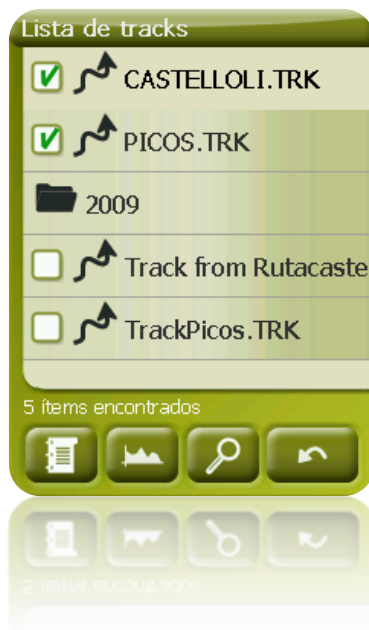 Lista de tracks
CASTELLOLI.TRK
PICOS.TRK
2009
Track from Rutacaste
TrackPicos.TRK
5 ítems encontrados